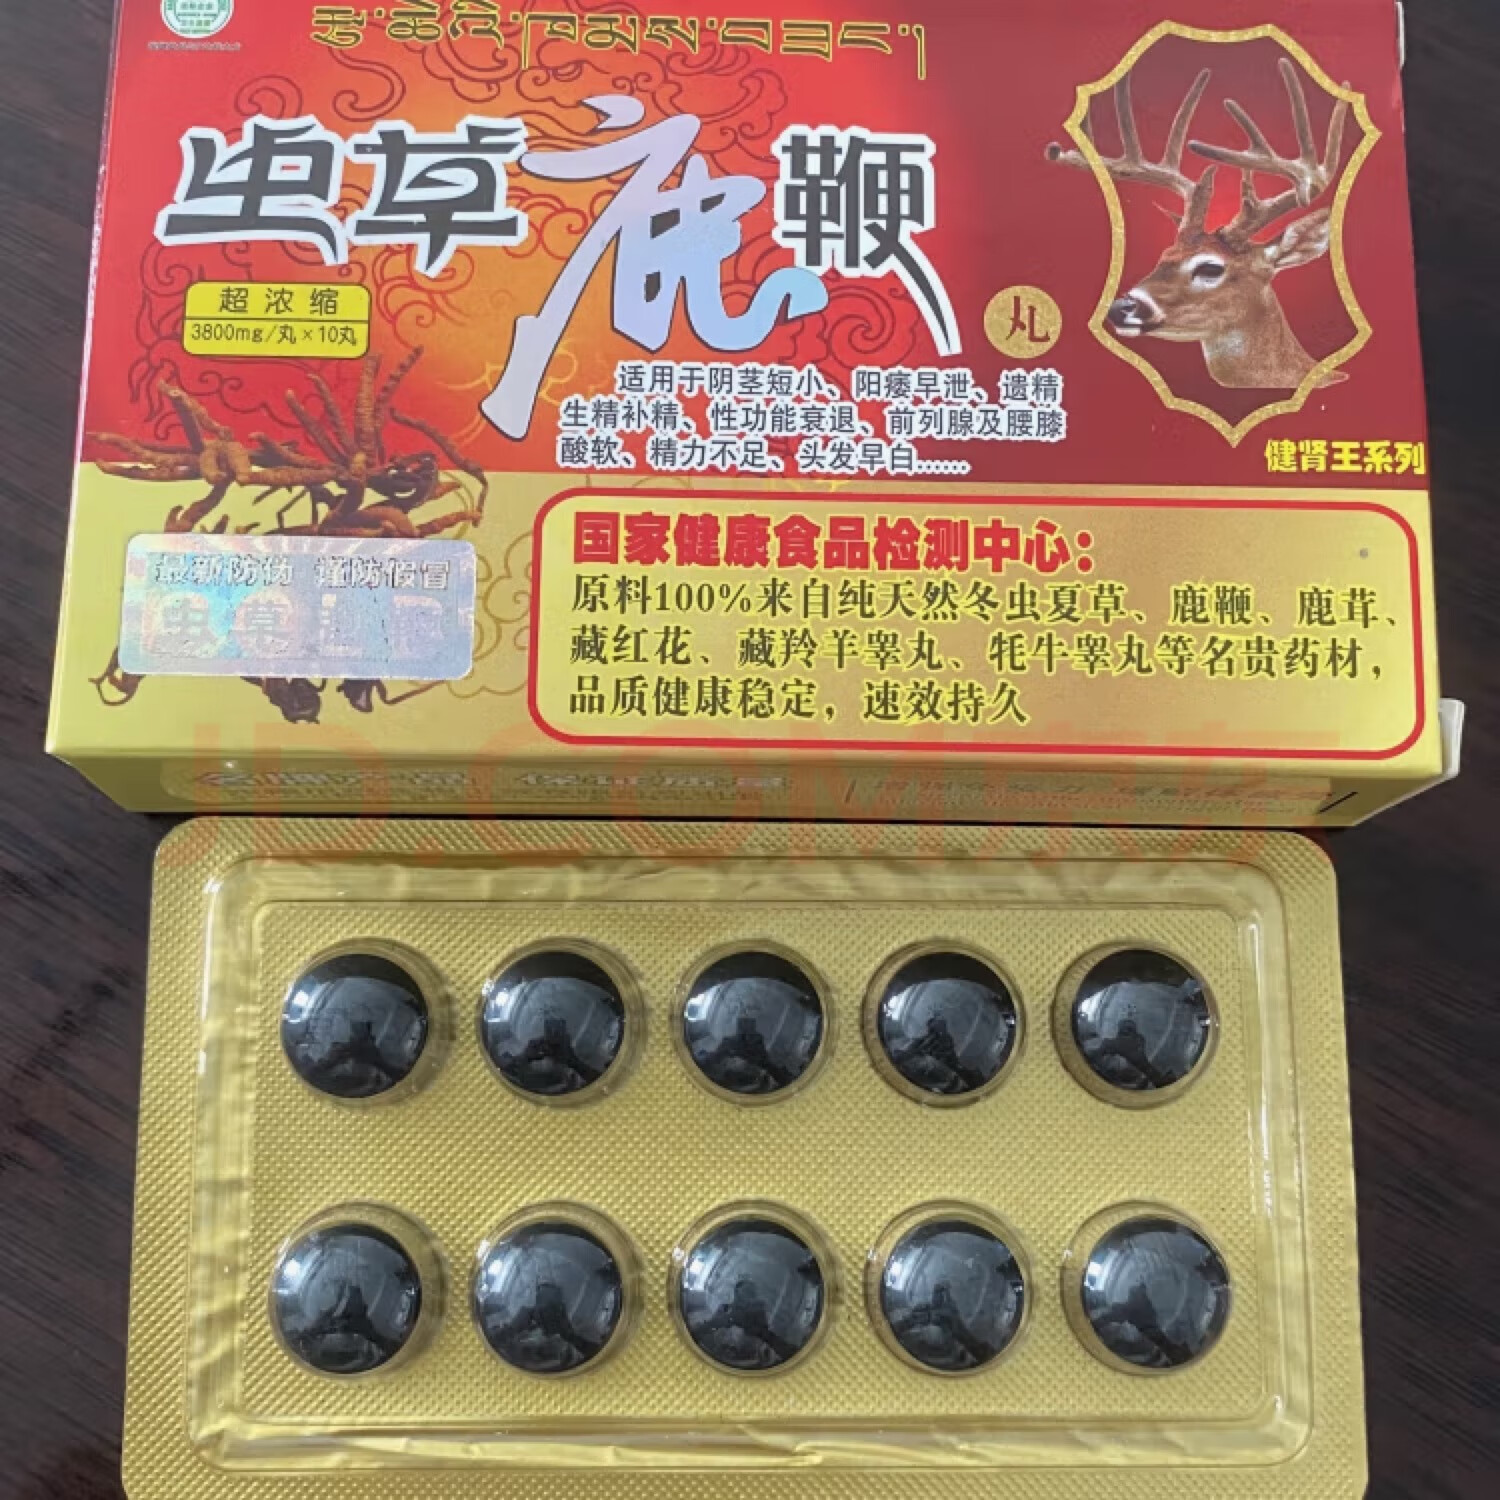 虫草鹿鞭
丸
超浓缩
3800mg/丸×10丸
适用于阴茎短小、阳痿早泄、遗精
生精补精、性功能衰退、前列腺及腰膝
酸软、精力不足、头发早白......
健肾王系列
最新防伪 谨防假冒
虫草
国家健康食品检测中心：
原料100%来自纯天然冬虫夏草、鹿鞭、鹿茸、
藏红花、藏羚羊睾丸、牦牛睾丸等名贵药材，
品质健康稳定，速效持久
JD.COM 京东